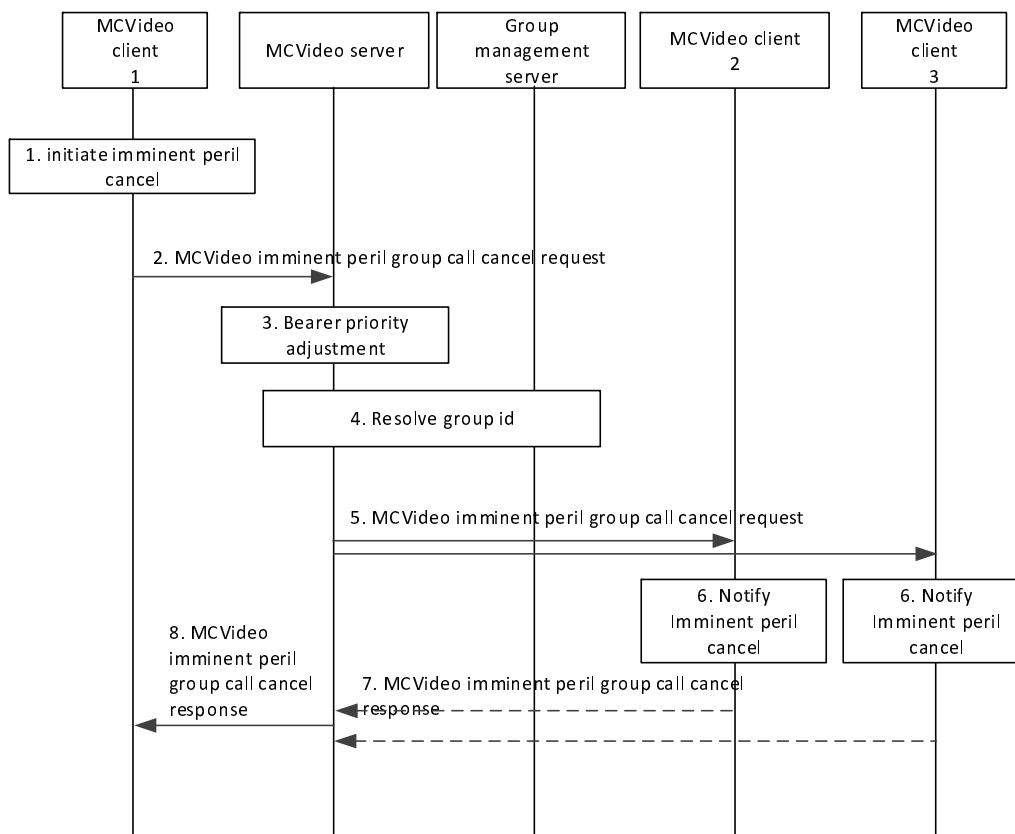 MCVideo
client
1
MCVideo server
Group
management
server
MCVideo client
2
MCVideo
client
3
1. initiate imminent peril
cancel
2. MCVideo imminent peril group call cancel request
3. Bearer priority
adjustment
4. Resolve group id
5. MCVideo imminent peril group call cancel request
6. Notify
Imminent peril
cancel
6. Notify
Imminent peril
cancel
8. MCVideo
imminent peril
group call cancel
response
7. MCVideo imminent peril group call cancel
response